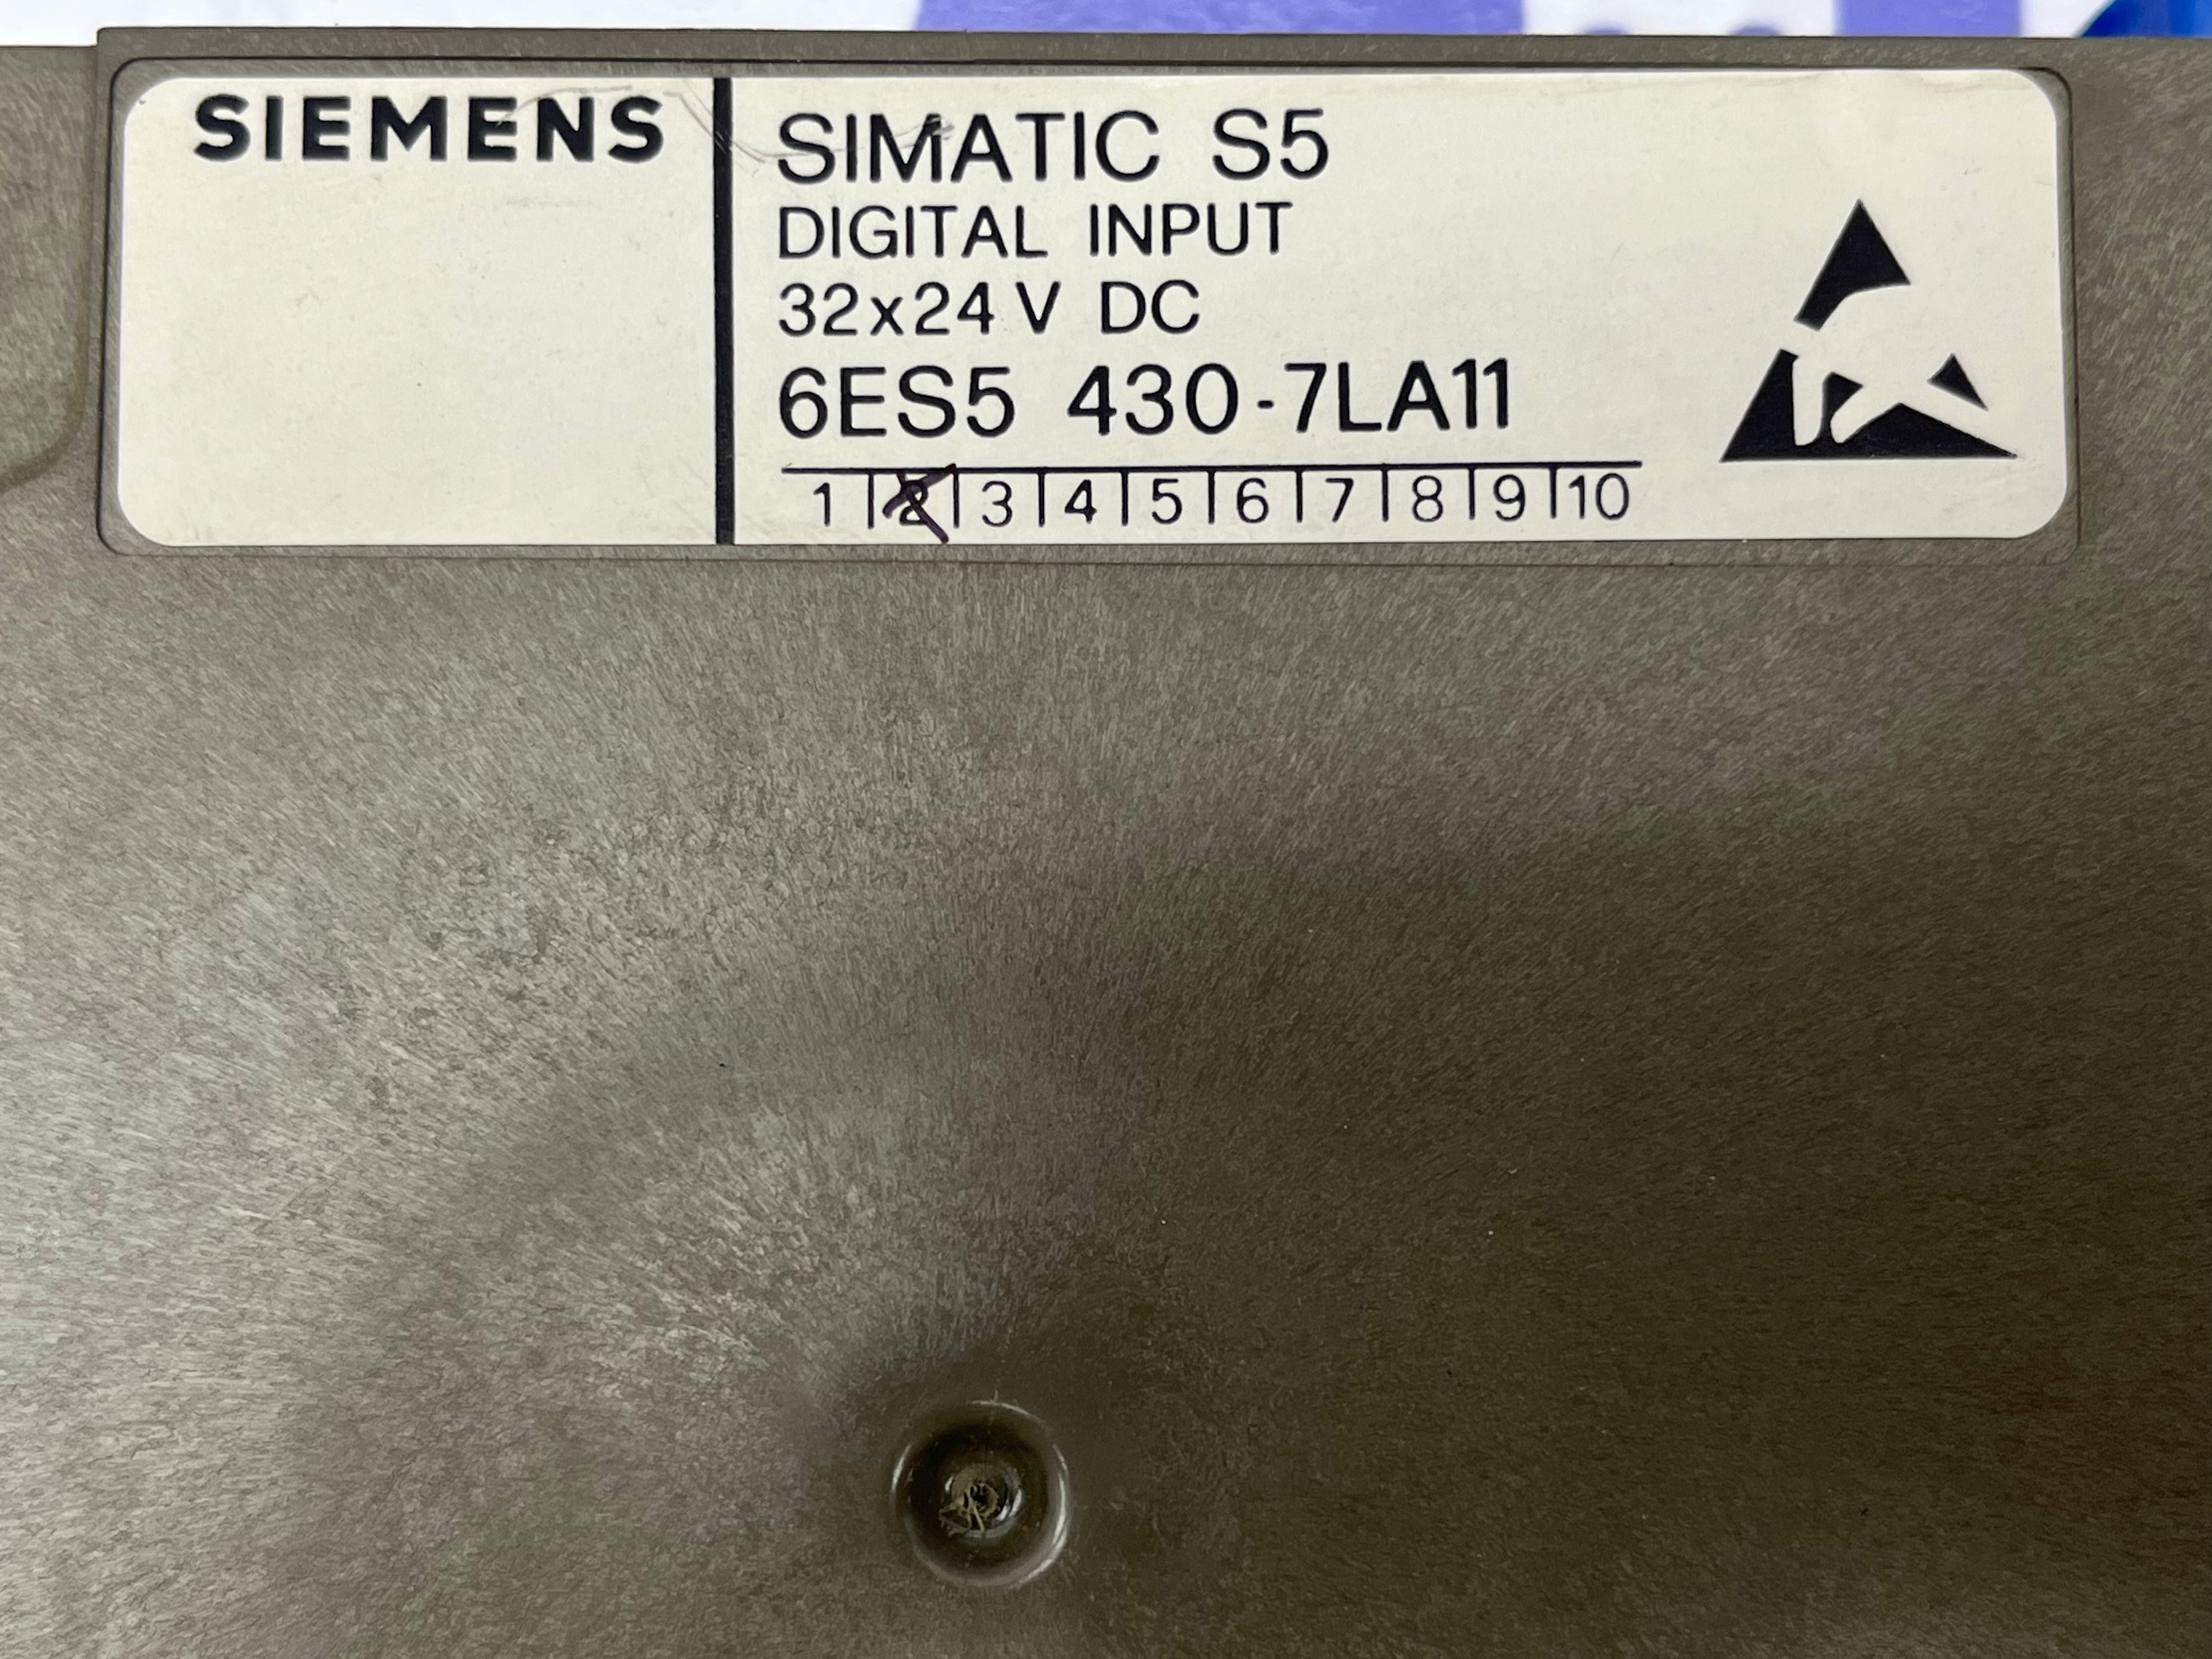 SIEMENS
SIMATIC S5
DIGITAL INPUT
32x24 V DC
6ES5 430-7LA11
1 2 3 4 5 6 7 8 9 10